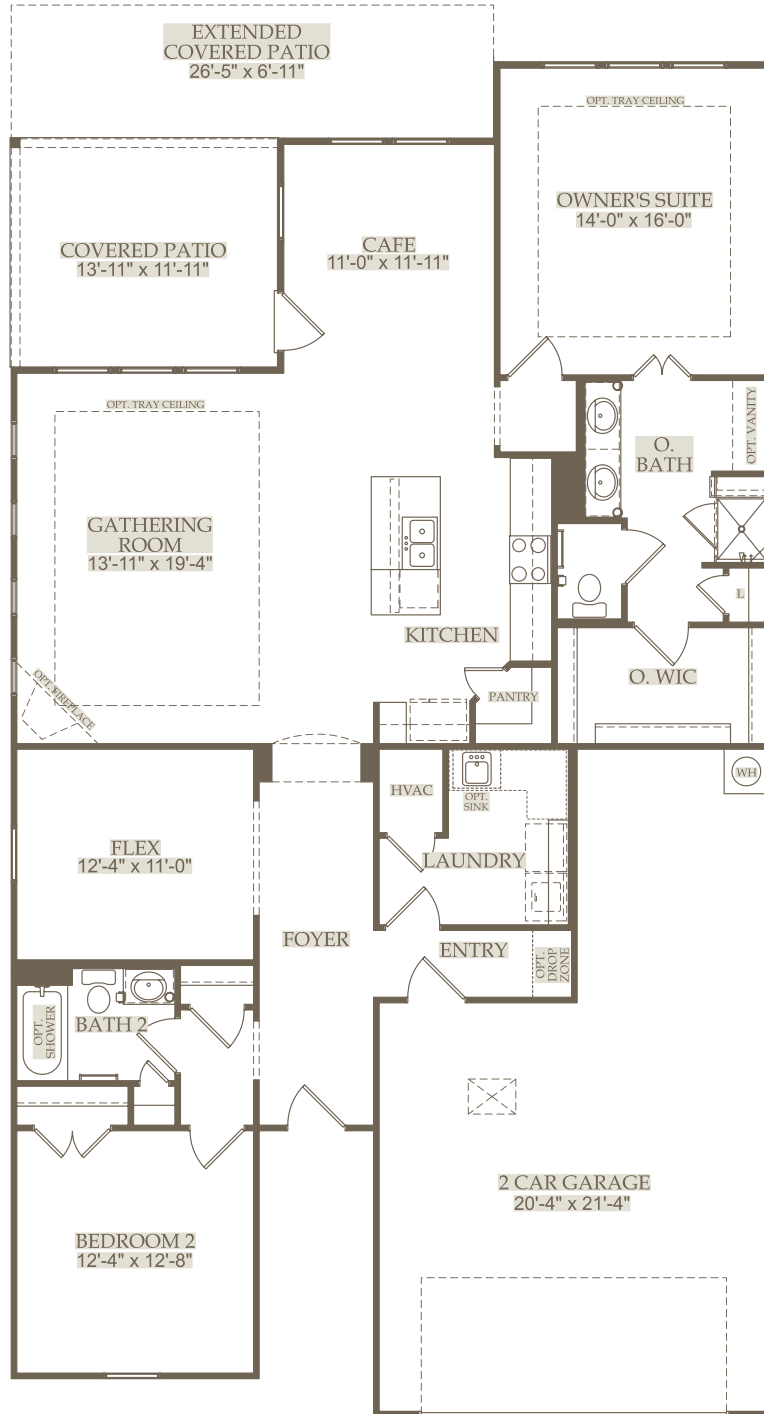 EXTENDED
COVERED PATIO
26'-5" x 6'-11"
OPT. TRAY CEILING
OWNER'S SUITE
14'-0" x 16'-0"
COVERED PATIO
13'-11" x 11'-11"
CAFE
11'-0" x 11'-11"
OPT. TRAY CEILING
OPT. VANITY
O.
BATH
GATHERING
ROOM
13'-11" x 19'-4"
L
KITCHEN
OPT. FIREPLACE
PANTRY
O. WIC
HVAC
OPT.
SINK
WH
FLEX
12'-4" x 11'-0"
LAUNDRY
FOYER
ENTRY
OPT.
DROP
ZONE
OPT.
SHOWER
BATH 2
2 CAR GARAGE
20'-4" x 21'-4"
BEDROOM 2
12'-4" x 12'-8"